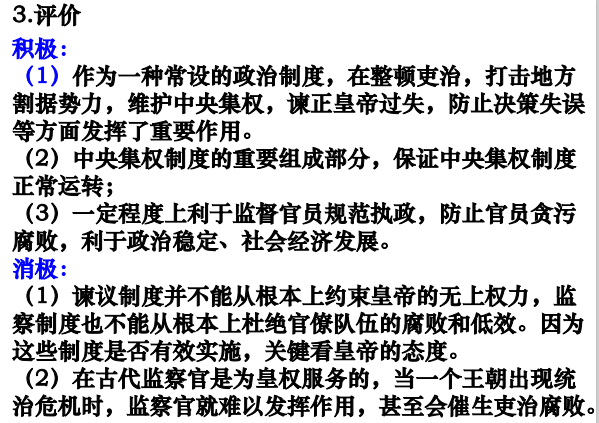 3.评价
积极：
（1）作为一种常设的政治制度，在整顿吏治，打击地方
割据势力，维护中央集权，谏正皇帝过失，防止决策失误
等方面发挥了重要作用。
（2）中央集权制度的重要组成部分，保证中央集权制度
正常运转；
（3）一定程度上利于监督官员规范执政，防止官员贪污
腐败，利于政治稳定、社会经济发展。
消极：
（1）谏议制度并不能从根本上约束皇帝的无上权力，监
察制度也不能从根本上杜绝官僚队伍的腐败和低效。因为
这些制度是否有效实施，关键看皇帝的态度。
（2）在古代监察官是为皇权服务的，当一个王朝出现统
治危机时，监察官就难以发挥作用，甚至会催生吏治腐败。